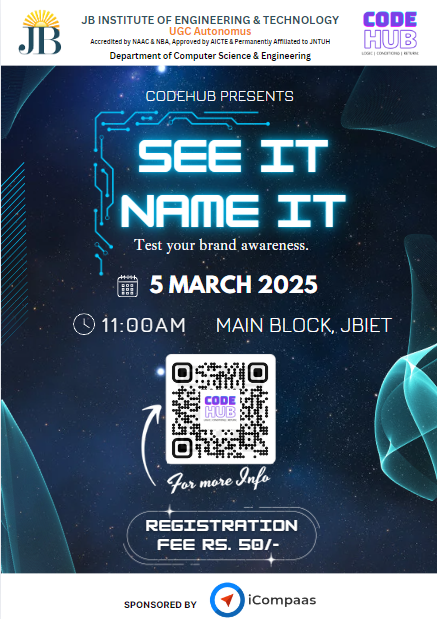 JB
JB INSTITUTE OF ENGINEERING & TECHNOLOGY
UGC Autonomus
Accredited by NAAC & NBA, Approved by AICTE & Permanently Affiliated to JNTUH
Department of Computer Science & Engineering
CODE
HUB
CODEHUB PRESENTS
SEE IT
NAME IT
Test your brand awareness.
5 MARCH 2025
11:00AM MAIN BLOCK, JBIET
CODE
HUB
For more Info
REGISTRATION
FEE RS. 50/-
SPONSORED BY iCompaas